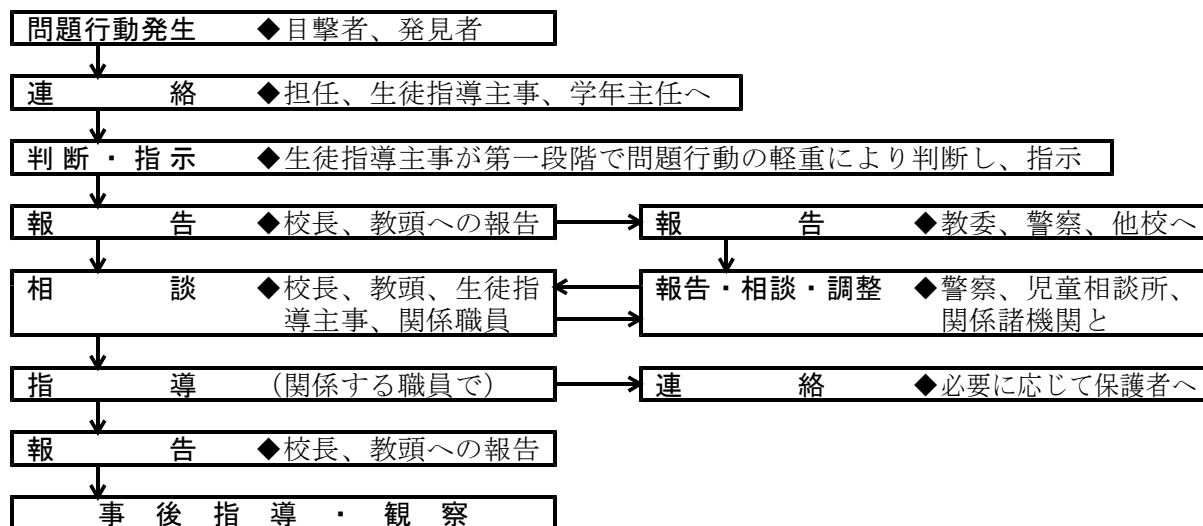 問題行動発生 ◆目撃者、発見者
連絡 ◆担任、生徒指導主事、学年主任へ
判断・指示 ◆生徒指導主事が第一段階で問題行動の軽重により判断し、指示
報告 ◆校長、教頭への報告
報告 ◆教委、警察、他校へ
相談 ◆校長、教頭、生徒指
導主事、関係職員
報告・相談・調整 ◆警察、児童相談所、
関係諸機関と
指導 (関係する職員で)
連絡 ◆必要に応じて保護者へ
報告 ◆校長、教頭への報告
事後指導・観察